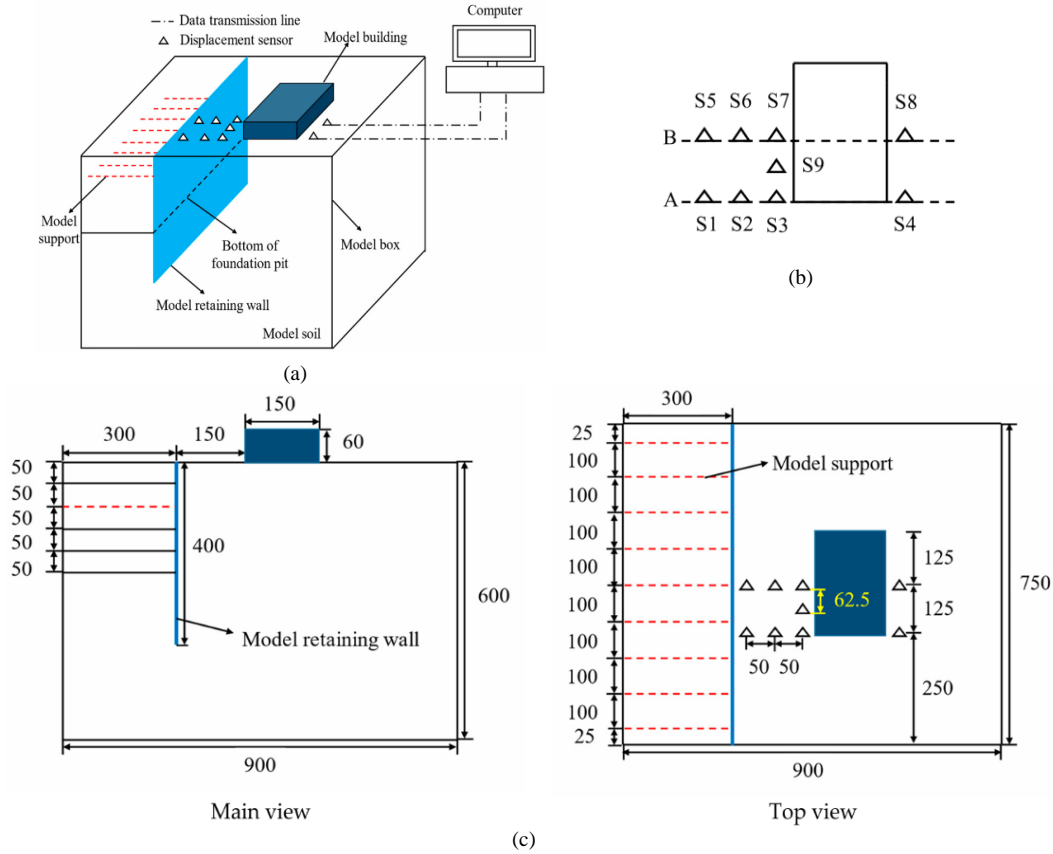 Data transmission line
Displacement sensor
Model building
Computer
Model support
Bottom of foundation pit
Model retaining wall
Model box
Model soil
(a)
S5 S6 S7 S8
B
S9
A
S1 S2 S3 S4
(b)
150
300 150 60
50
50
50
50
50
400
600
Model retaining wall
900
Main view
300
25
100
100
100
100
100
100
100
25
Model support
125
62.5
125
50 50
250
750
900
Top view
(c)